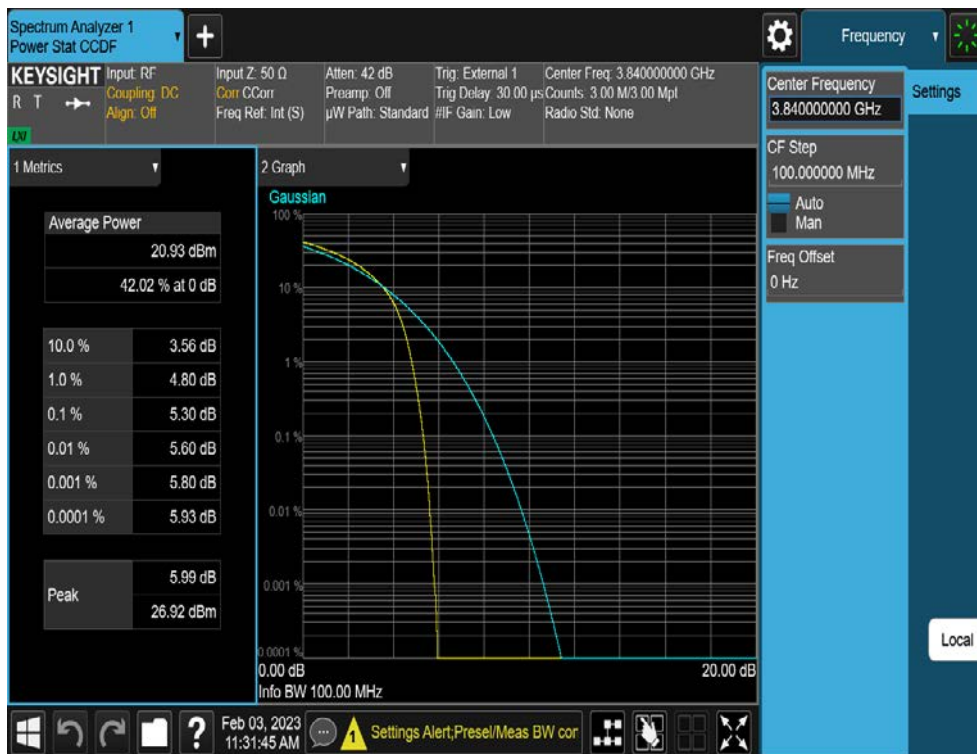 Spectrum Analyzer 1
Power Stat CCDF
+
Frequency
KEYSIGHT
R T
LXI
Input: RF
Coupling: DC
Align: Off
Input Z: 50 Ω
Corr CCorr
Freq Ref: Int (S)
Atten: 42 dB
Preamp: Off
µW Path: Standard
Trig: External 1
Trig Delay: 30.00 µs
#IF Gain: Low
Center Freq: 3.840000000 GHz
Counts: 3.00 M/3.00 Mpt
Radio Std: None
Center Frequency
3.840000000 GHz
Settings
CF Step
100.000000 MHz
Auto
Man
Freq Offset
0 Hz
Local
1 Metrics
Average Power
20.93 dBm
42.02 % at 0 dB
10.0 % 3.56 dB
1.0 % 4.80 dB
0.1 % 5.30 dB
0.01 % 5.60 dB
0.001 % 5.80 dB
0.0001 % 5.93 dB
Peak
5.99 dB
26.92 dBm
2 Graph
Gaussian
100 %
10 %
1 %
0.1 %
0.01 %
0.001 %
0.0001 %
0.00 dB
20.00 dB
Info BW 100.00 MHz
?
Feb 03, 2023
11:31:45 AM
1
Settings Alert;Presel/Meas BW cor